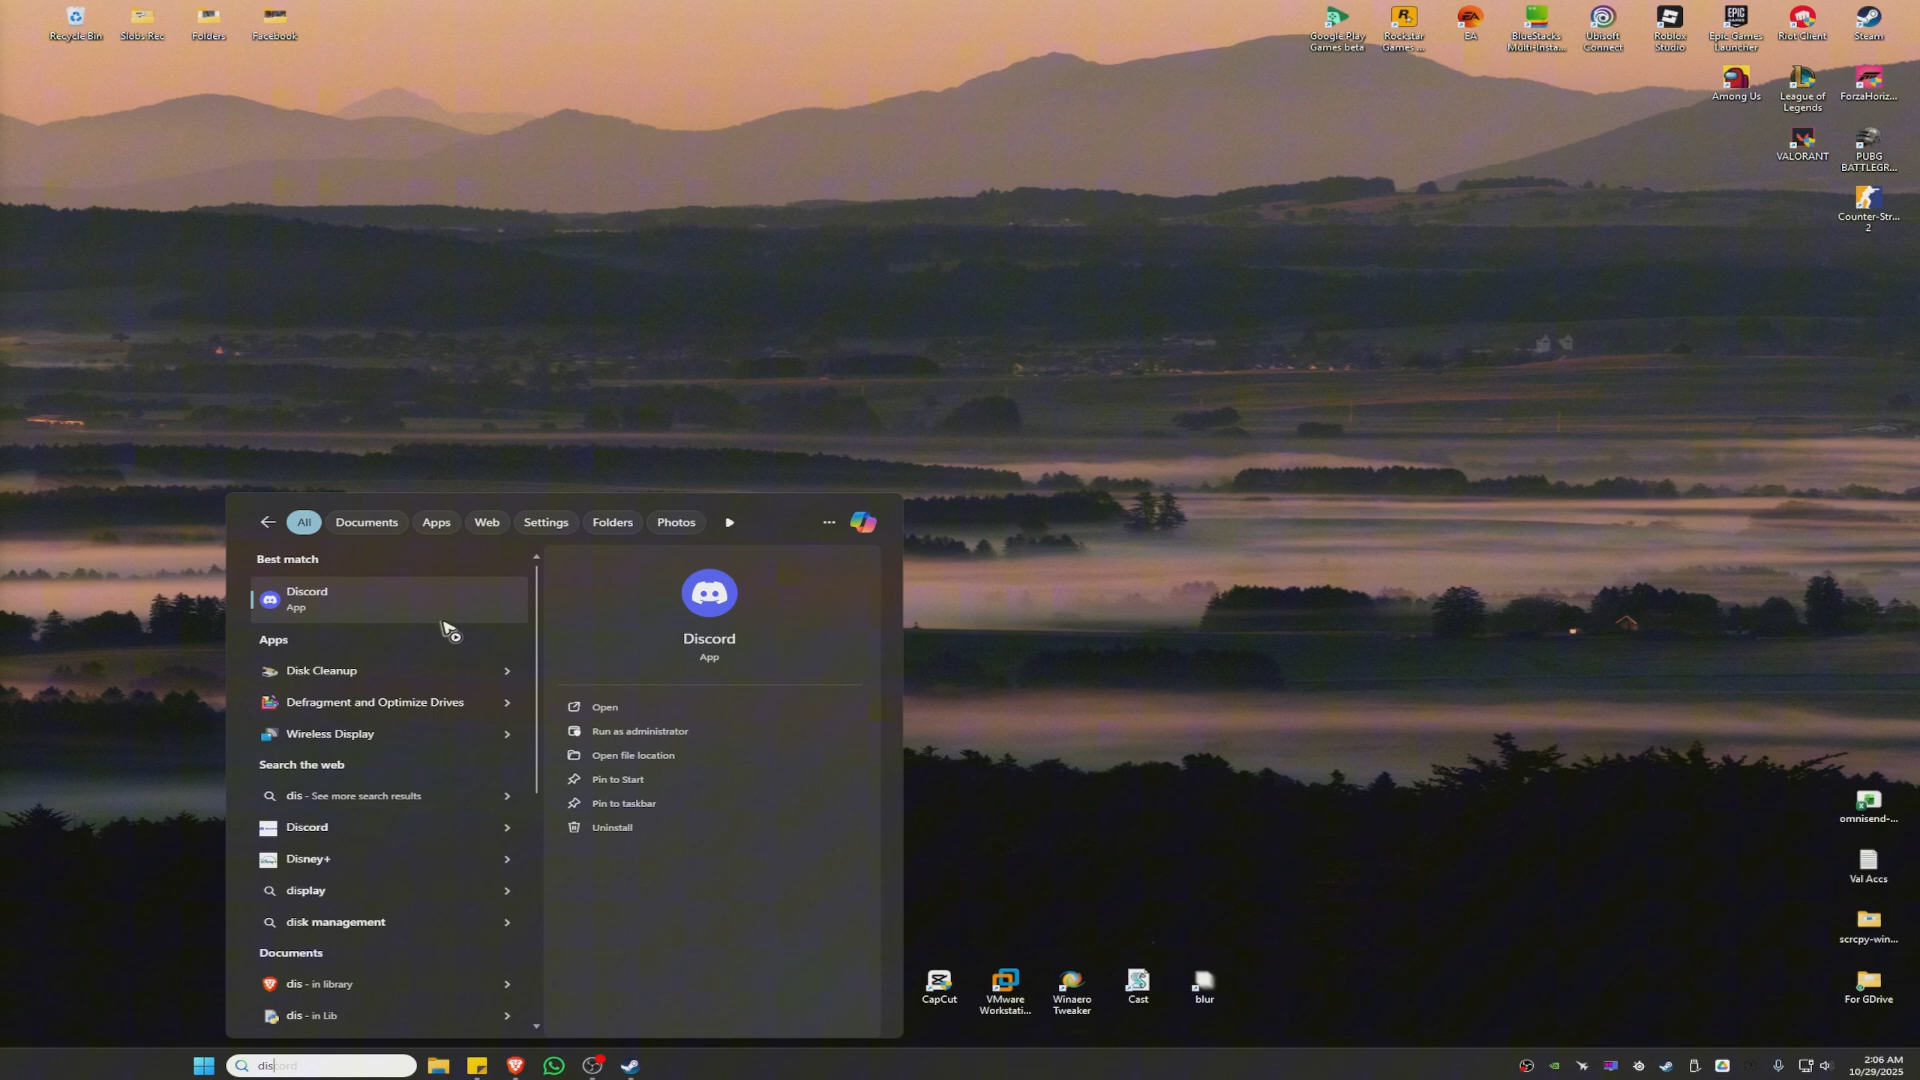 Recycle Bin
Slobs Rec
Folders
Facebook
Google Play
Games beta
Rockstar
Games ...
EA
BlueStacks
Multi-Insta...
Ubisoft
Connect
Roblox
Studio
Epic Games
Launcher
Riot Client
Steam
Among Us
League of
Legends
ForzaHoriz...
VALORANT
PUBG
BATTLEGR...
Counter-Str...
2
All
Documents
Apps
Web
Settings
Folders
Photos
Best match
Discord
App
Apps
Disk Cleanup
Defragment and Optimize Drives
Wireless Display
Search the web
dis - See more search results
Discord
Disney+
display
disk management
Documents
dis - in library
dis - in Lib
Discord
App
Open
Run as administrator
Open file location
Pin to Start
Pin to taskbar
Uninstall
omnisend-...
Val Accs
scrcpy-win...
For GDrive
CapCut
VMware
Workstati...
Winaero
Tweaker
Cast
blur
discord
2:06 AM
10/29/2025